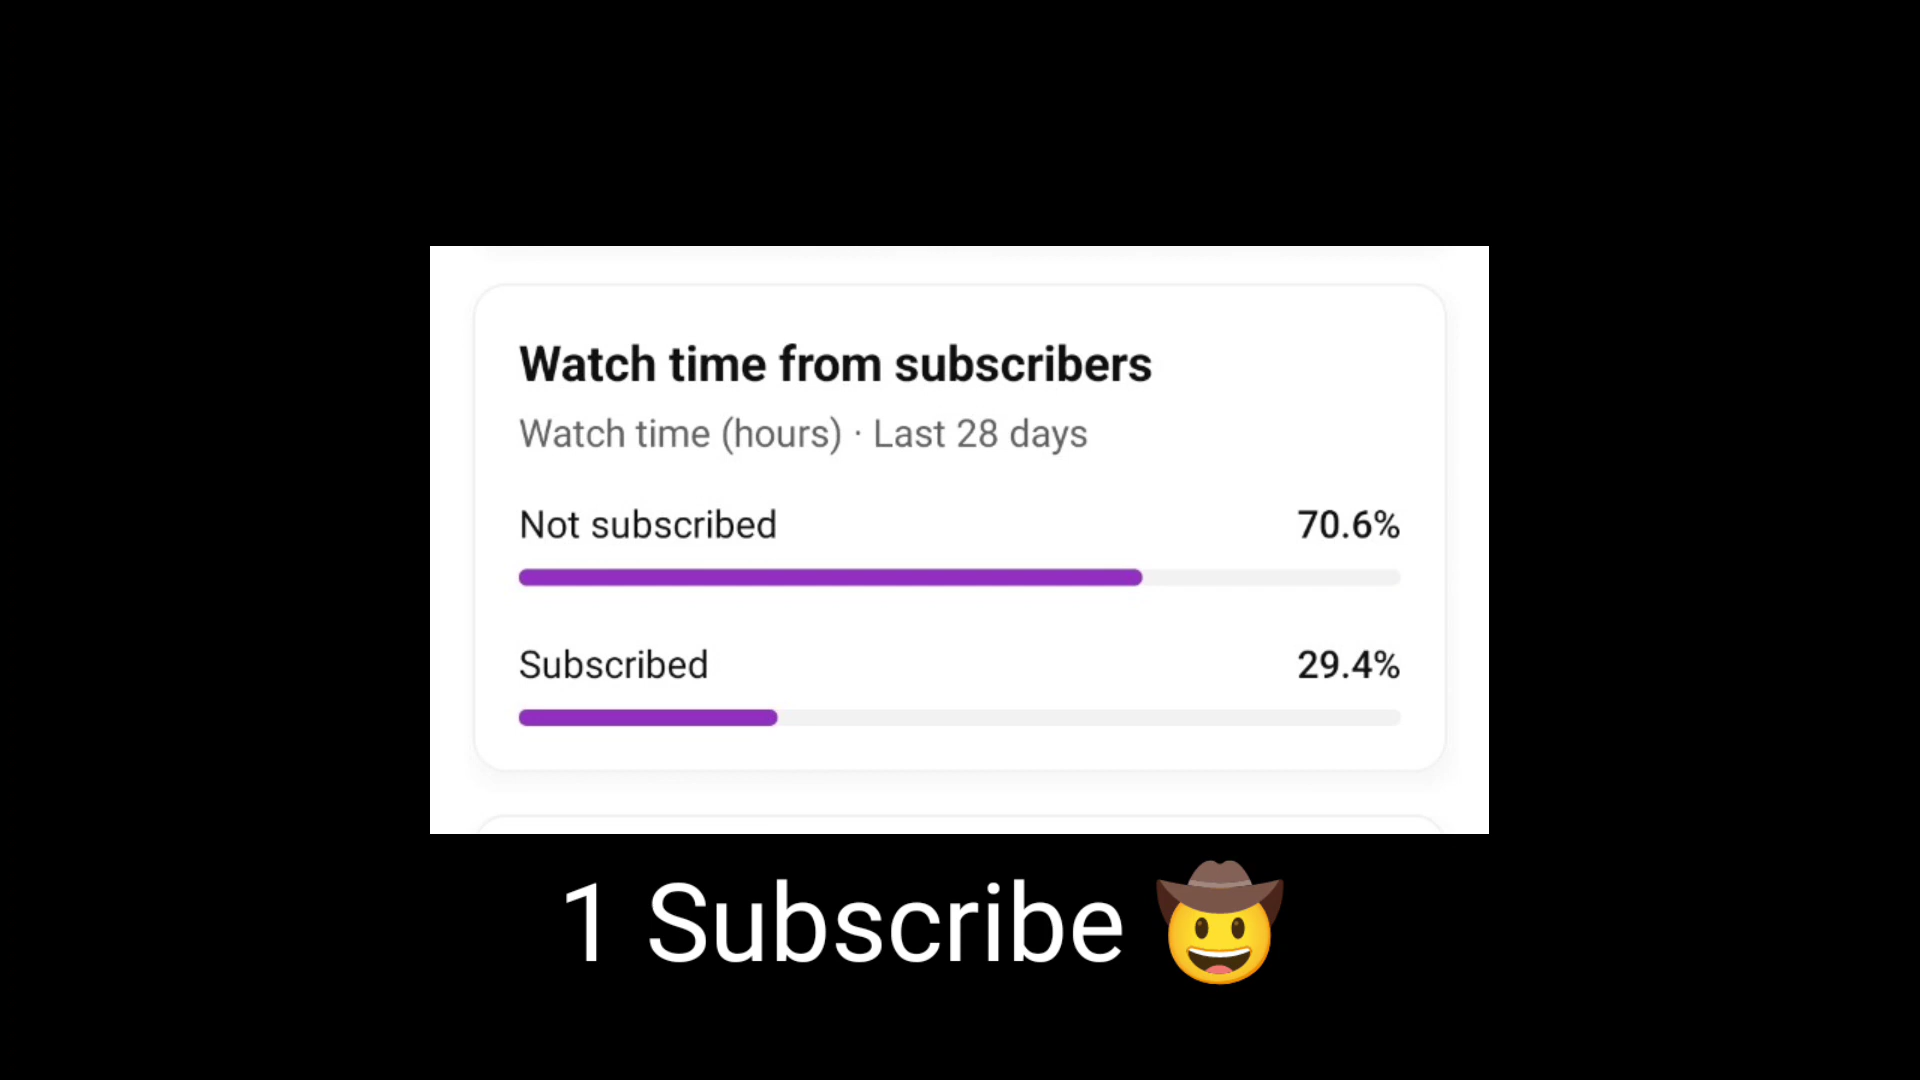 Watch time from subscribers
Watch time (hours) · Last 28 days
Not subscribed 70.6%
Subscribed 29.4%
1 Subscribe 🤠